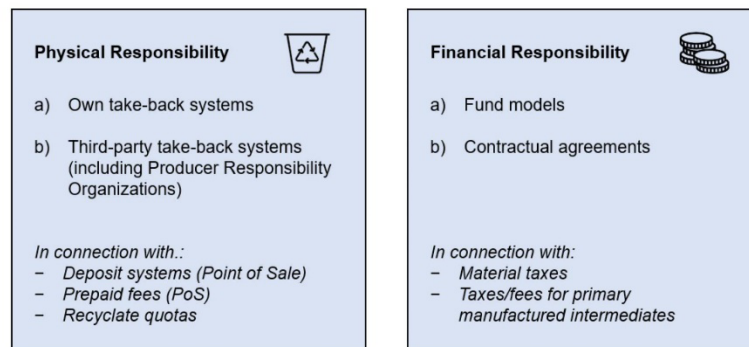 Physical Responsibility
a) Own take-back systems
b) Third-party take-back systems
(including Producer Responsibility
Organizations)
In connection with.:
− Deposit systems (Point of Sale)
− Prepaid fees (PoS)
− Recyclate quotas
Financial Responsibility
a) Fund models
b) Contractual agreements
In connection with:
− Material taxes
− Taxes/fees for primary
manufactured intermediates